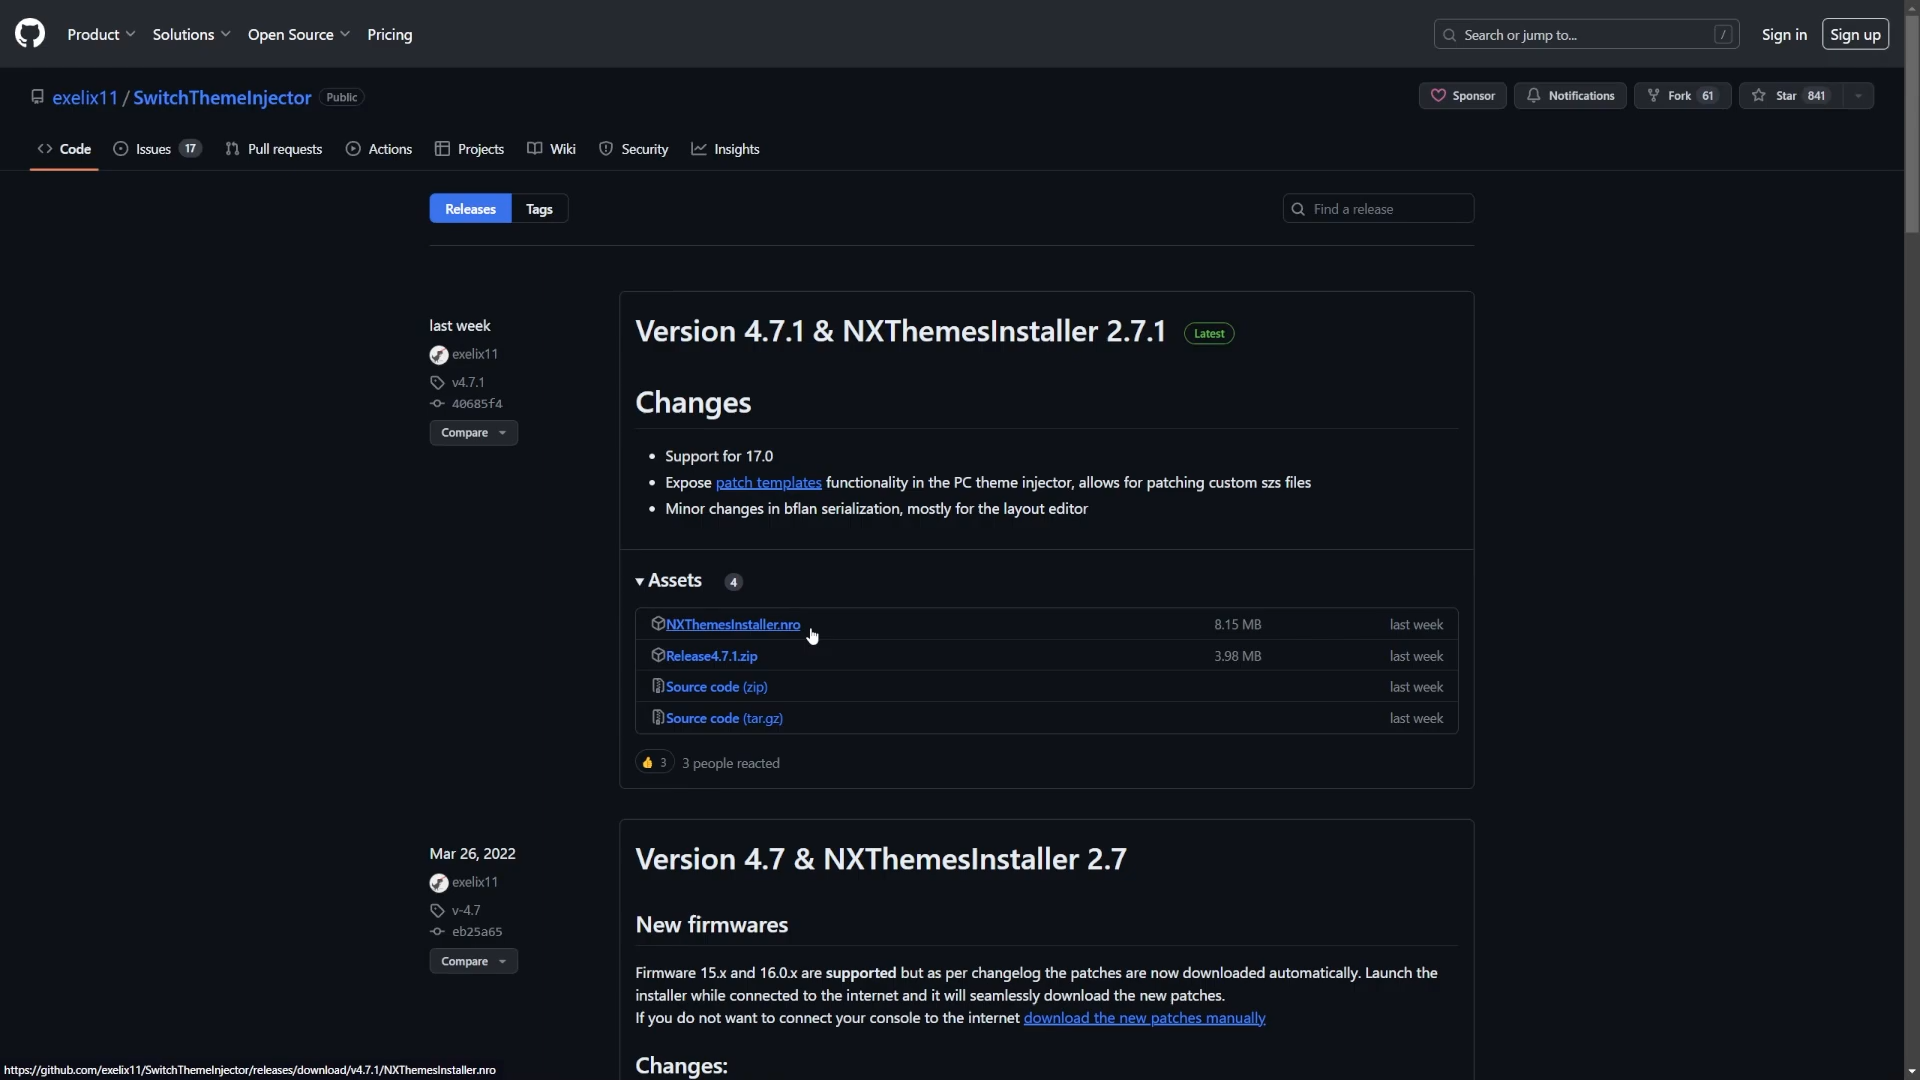 Product Solutions Open Source Pricing Search or jump to... / Sign in Sign up
exelix11 / SwitchThemeInjector Public Sponsor Notifications Fork 61 Star 841
Code Issues 17 Pull requests Actions Projects Wiki Security Insights
Releases Tags Find a release
last week
exelix11
v4.7.1
40685f4
Compare
Version 4.7.1 & NXThemesInstaller 2.7.1 Latest
Changes
• Support for 17.0
• Expose patch templates functionality in the PC theme injector, allows for patching custom szs files
• Minor changes in bflan serialization, mostly for the layout editor
Assets 4
NXThemesInstaller.nro 8.15 MB last week
Release4.7.1.zip 3.98 MB last week
Source code (zip) last week
Source code (tar.gz) last week
👍 3 3 people reacted
Mar 26, 2022
exelix11
v-4.7
eb25a65
Compare
Version 4.7 & NXThemesInstaller 2.7
New firmwares
Firmware 15.x and 16.0.x are supported but as per changelog the patches are now downloaded automatically. Launch the
installer while connected to the internet and it will seamlessly download the new patches.
If you do not want to connect your console to the internet download the new patches manually
Changes:
https://github.com/exelix11/SwitchThemeInjector/releases/download/v4.7.1/NXThemesInstaller.nro